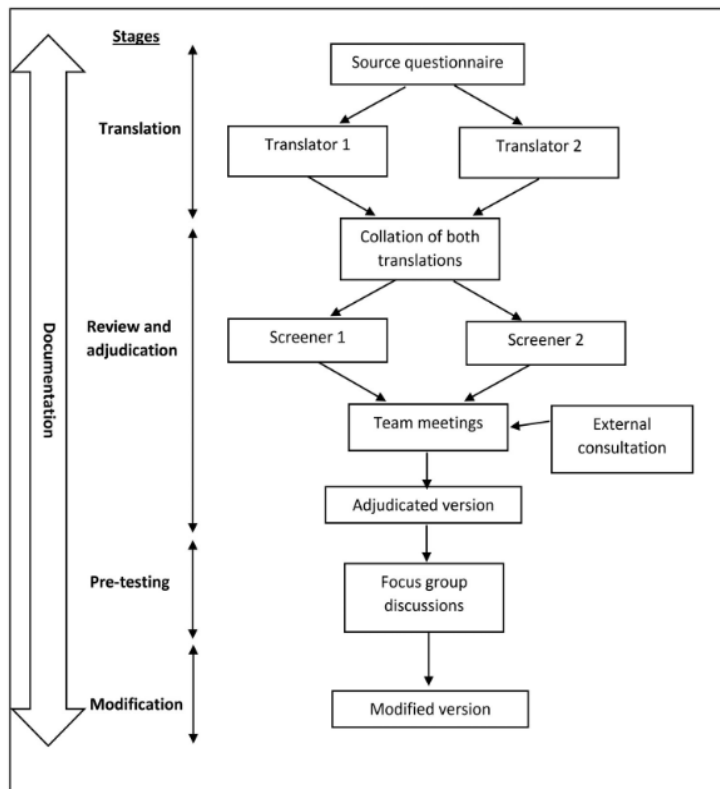 Stages
Source questionnaire
Translation
Translator 1
Translator 2
Collation of both
translations
Documentation
Review and
adjudication
Screener 1
Screener 2
Team meetings
External
consultation
Adjudicated version
Pre-testing
Focus group
discussions
Modification
Modified version